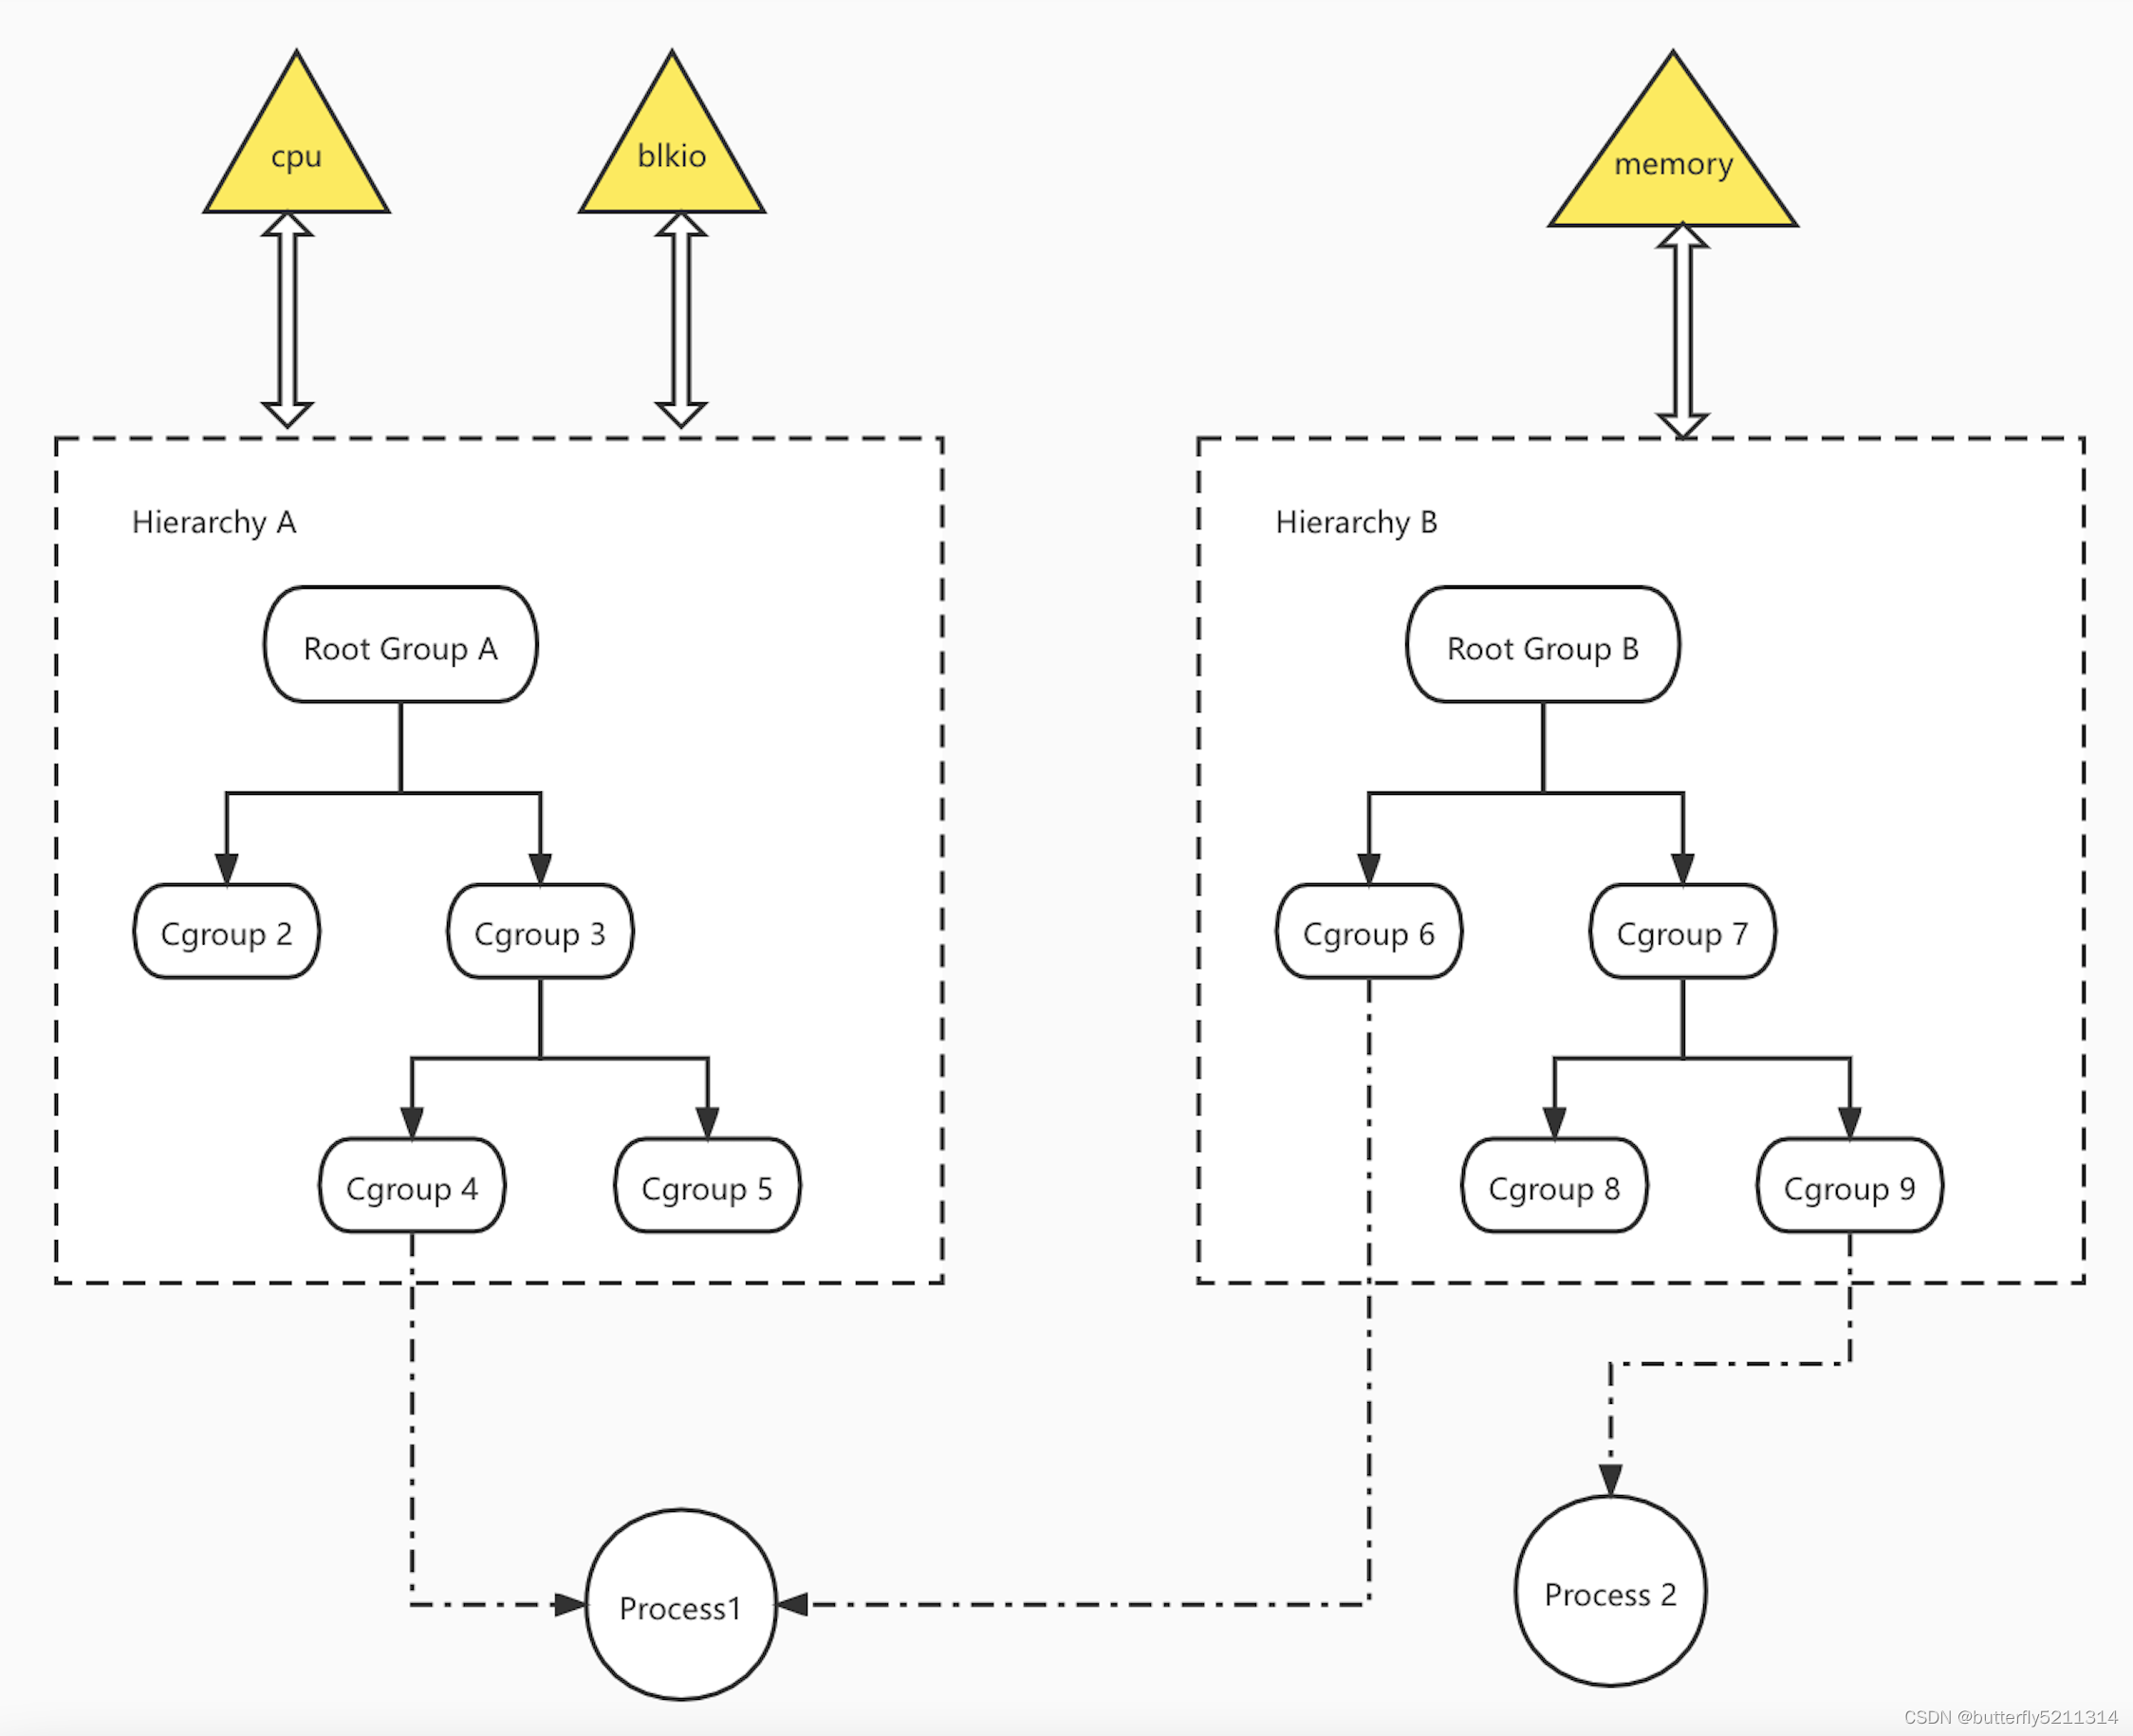 cpu
blkio
memory
Hierarchy A
Hierarchy B
Root Group A
Root Group B
Cgroup 2
Cgroup 3
Cgroup 6
Cgroup 7
Cgroup 4
Cgroup 5
Cgroup 8
Cgroup 9
Process1
Process 2
CSDN @butterfly5211314